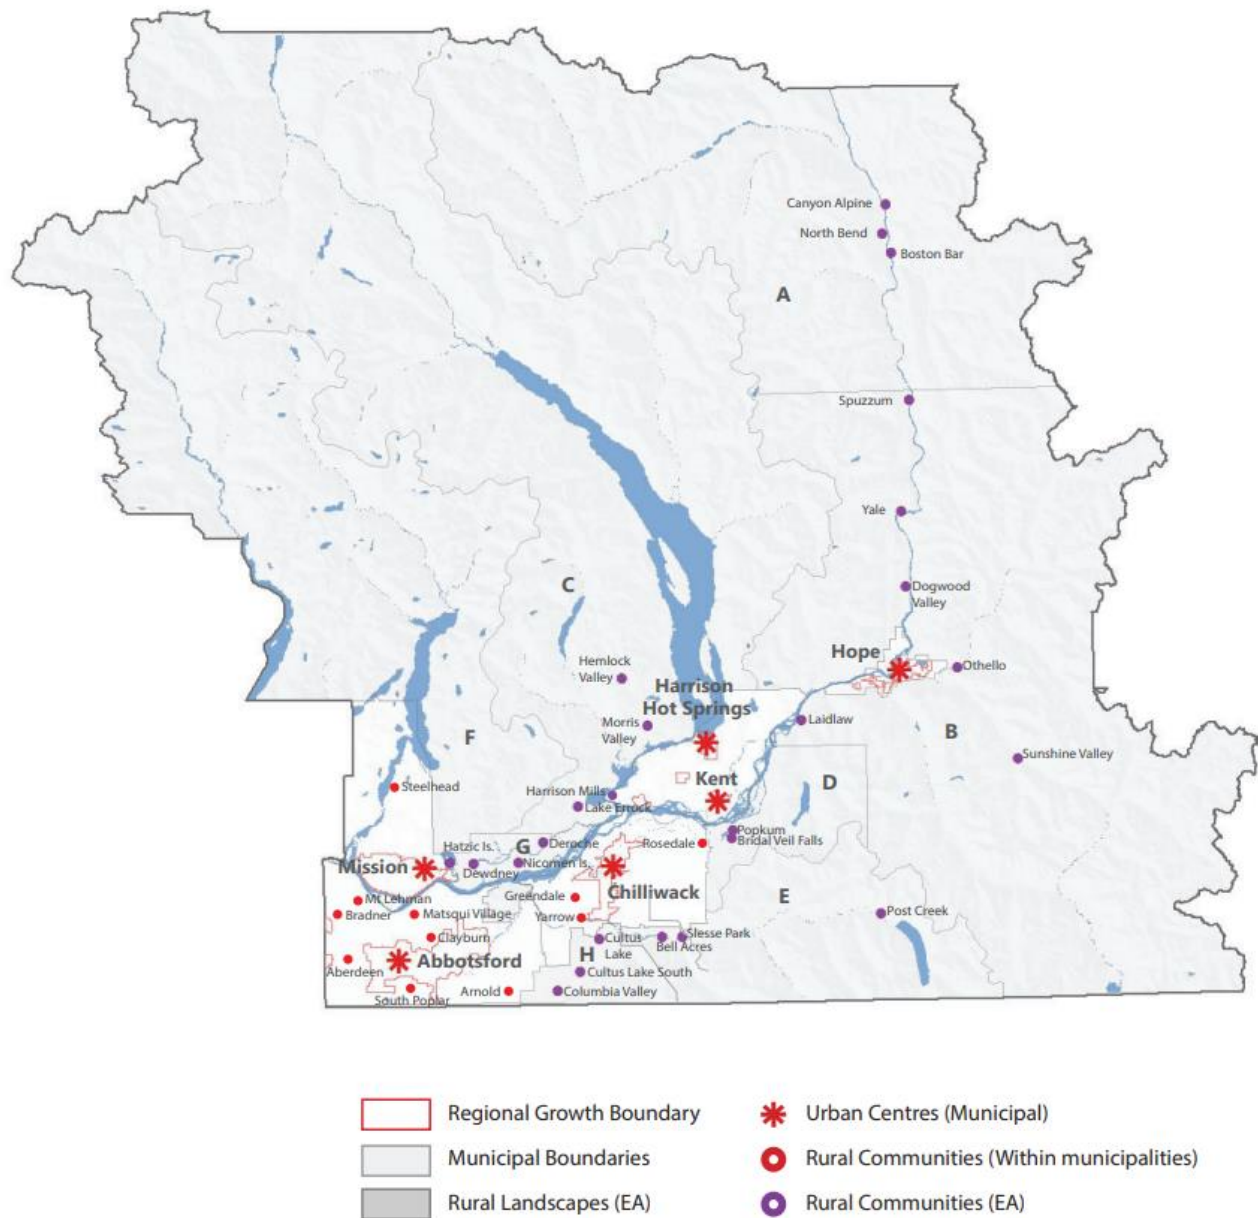 Canyon Alpine
North Bend
Boston Bar
A
Spuzzum
Yale
C
Dogwood
Valley
Hope
Othello
Hemlock
Valley
Harrison
Hot Springs
Morris
Valley
Laidlaw
F
B
Sunshine Valley
Kent
D
Steelhead
Harrison Mills
Lake Errock
Popkum
Bridal Veil Falls
Rosedale
Hatzic Is.
G
Deroche
Mission
Dewdney
Nicomen Is.
Chilliwack
Greendale
E
Mt Lehman
Bradner
Matsqui Village
Yarrow
Post Creek
Clayburn
Cultus
Lake
Slesse Park
Bell Acres
Aberdeen
Abbotsford
H
Cultus Lake South
South Poplar
Arnold
Columbia Valley
Regional Growth Boundary
Municipal Boundaries
Rural Landscapes (EA)
Urban Centres (Municipal)
Rural Communities (Within municipalities)
Rural Communities (EA)